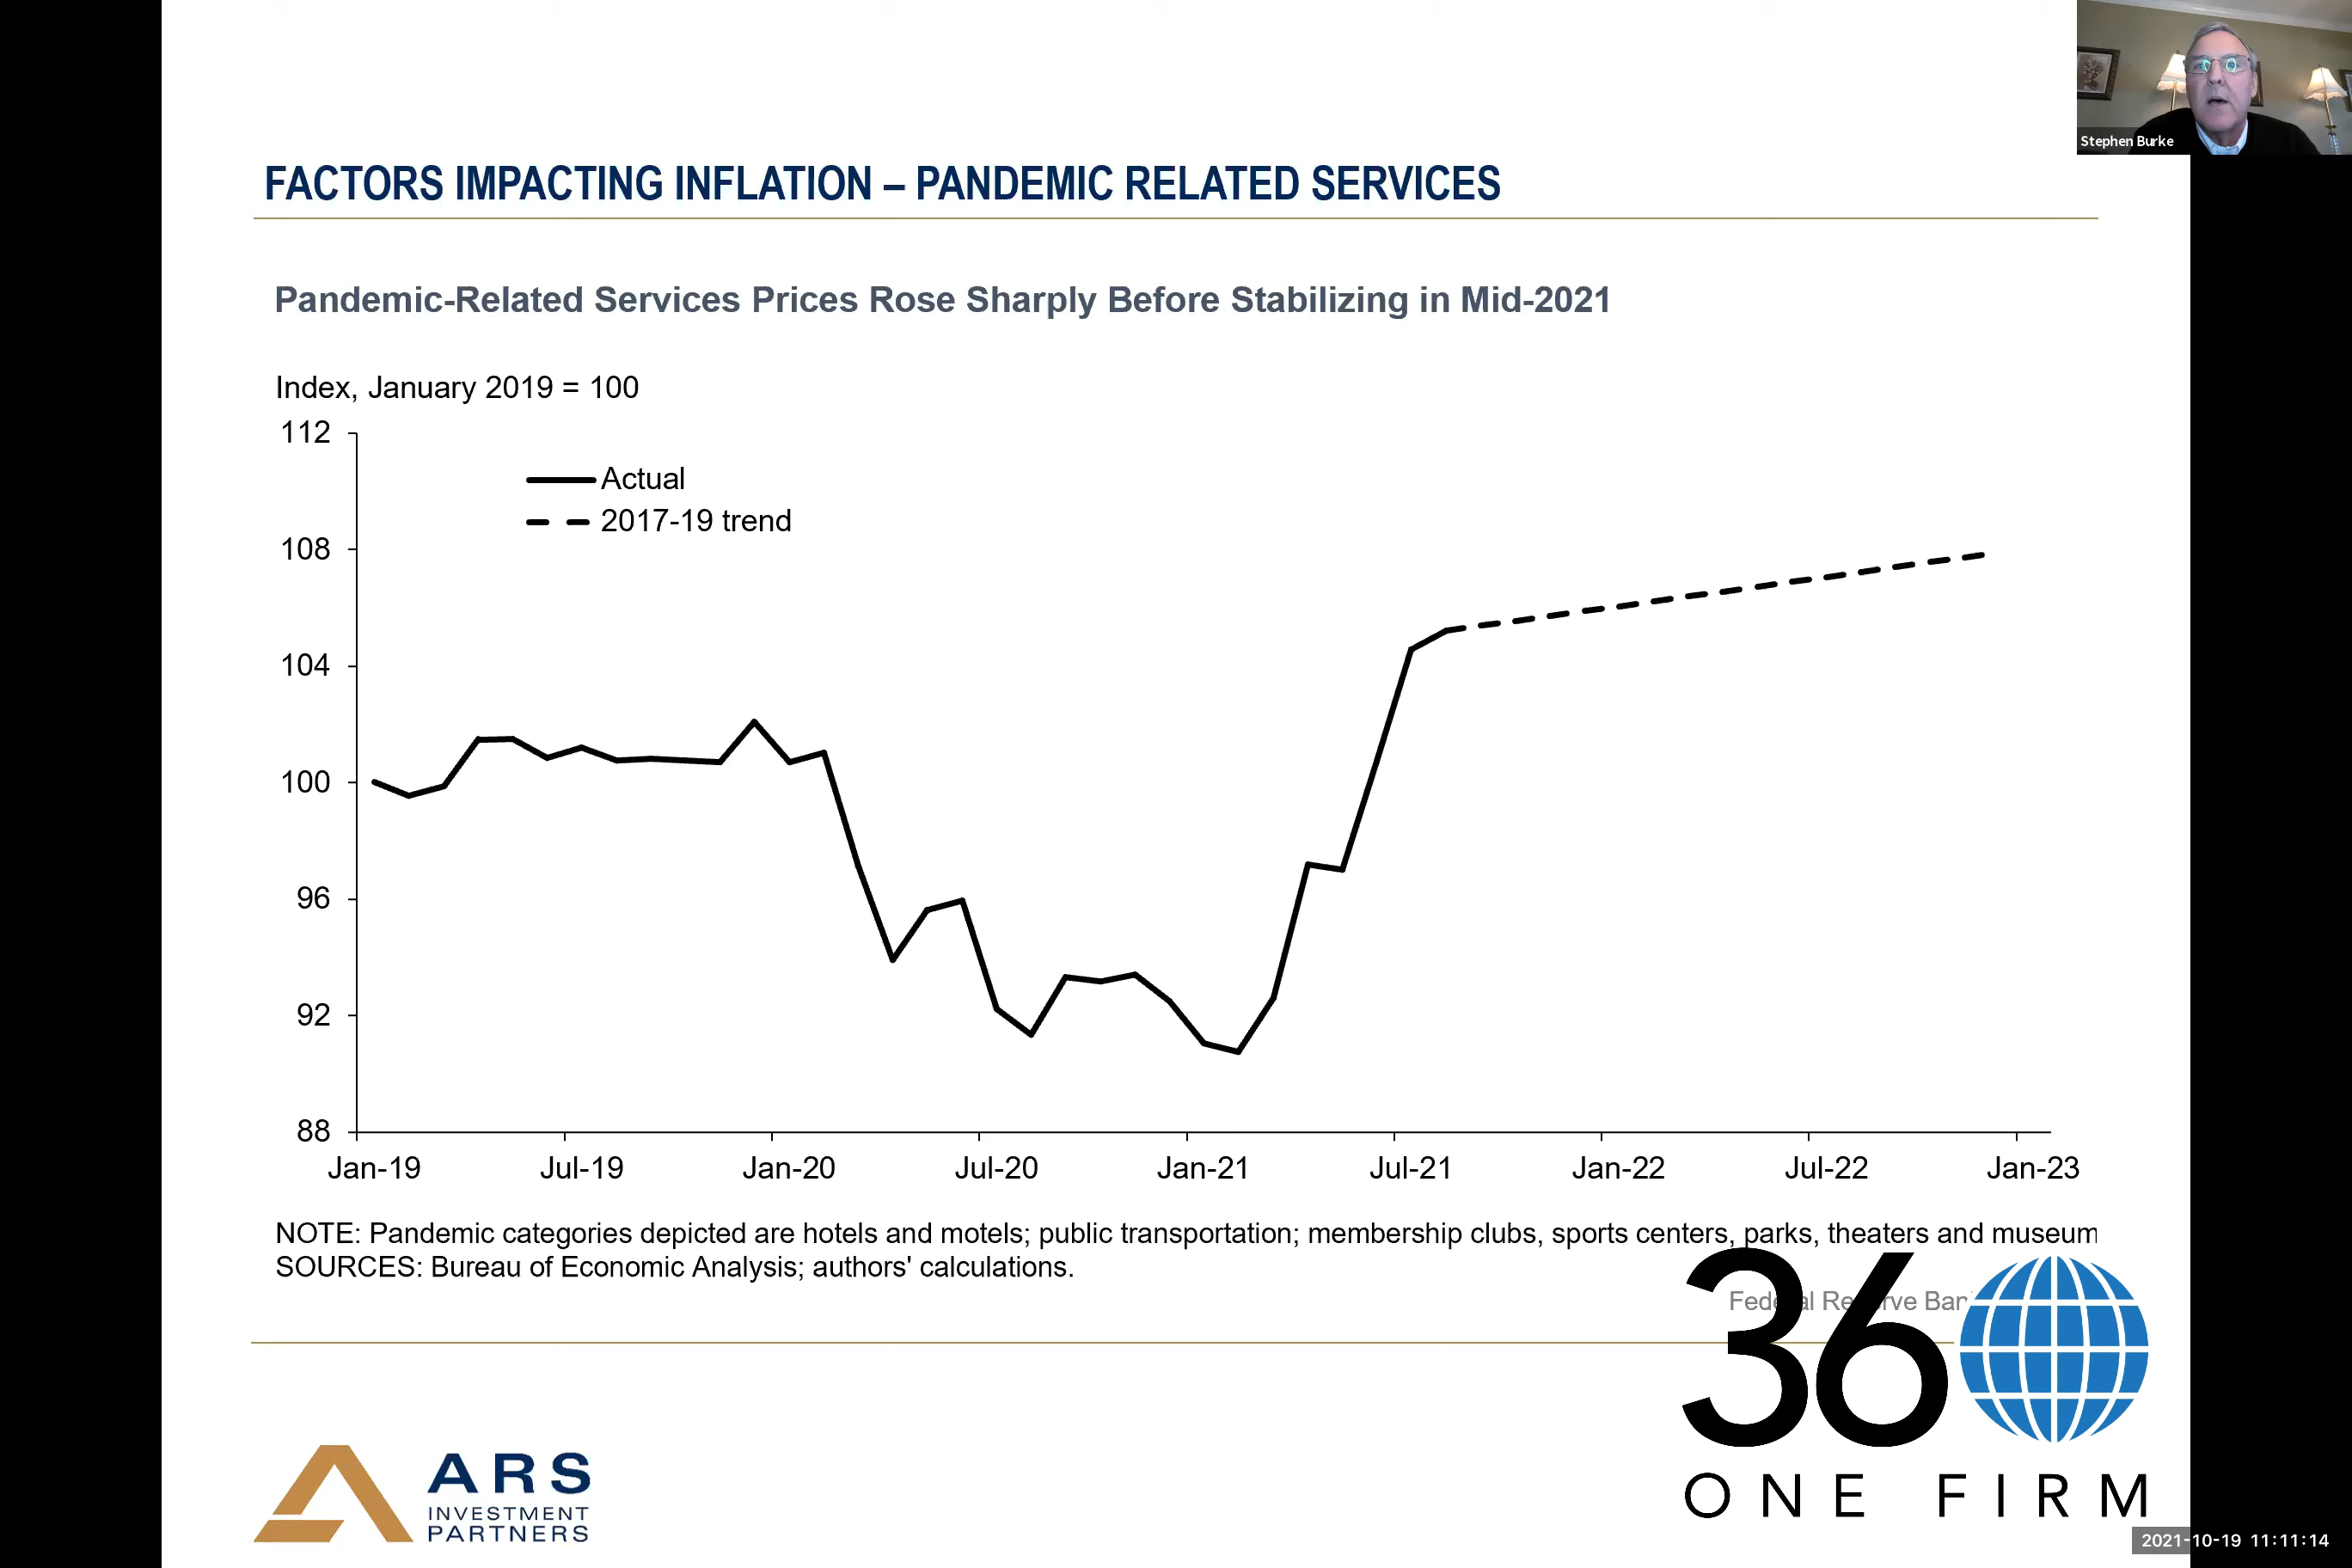 Stephen Burke
FACTORS IMPACTING INFLATION – PANDEMIC RELATED SERVICES
Pandemic-Related Services Prices Rose Sharply Before Stabilizing in Mid-2021
Index, January 2019 = 100
112
Actual
2017-19 trend
108
104
100
96
92
88
Jan-19 Jul-19 Jan-20 Jul-20 Jan-21 Jul-21 Jan-22 Jul-22 Jan-23
NOTE: Pandemic categories depicted are hotels and motels; public transportation; membership clubs, sports centers, parks, theaters and museum
SOURCES: Bureau of Economic Analysis; authors' calculations.
Federal Reserve Ban
36
ONE FIRM
ARS
INVESTMENT
PARTNERS
2021-10-19 11:11:14